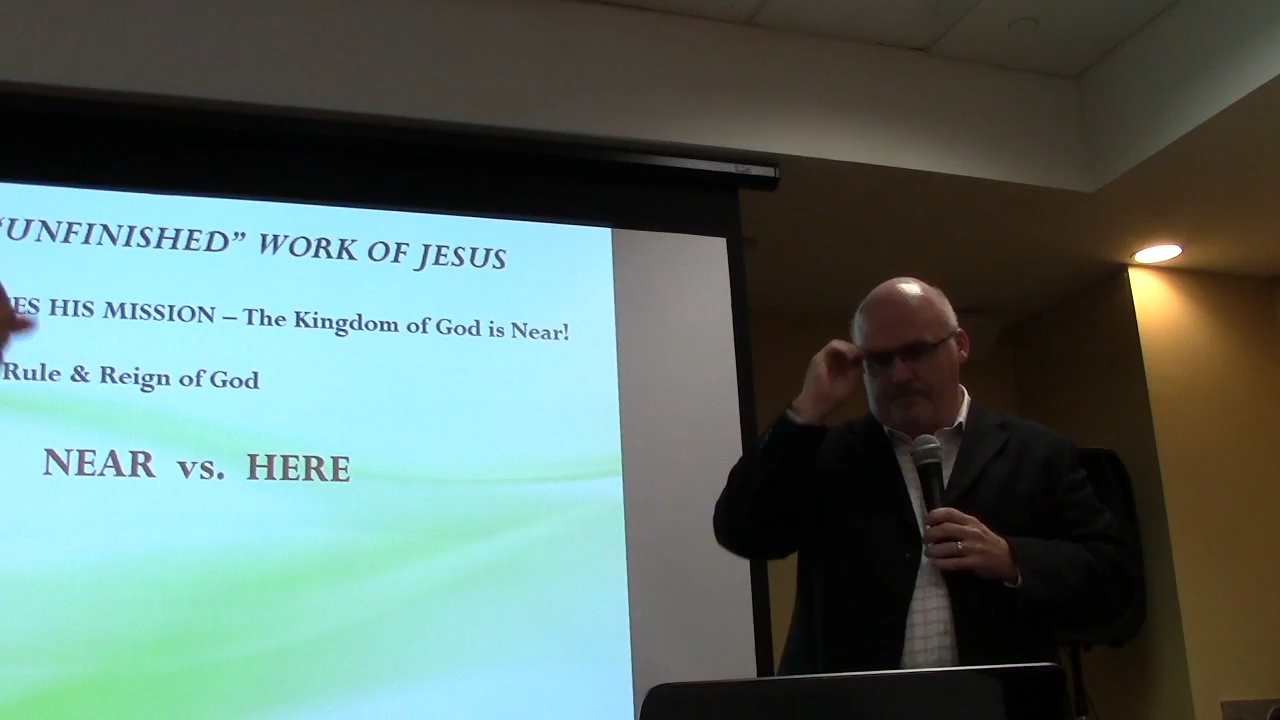 “UNFINISHED” WORK OF JESUS
ES HIS MISSION – The Kingdom of God is Near!
Rule & Reign of God
NEAR vs. HERE